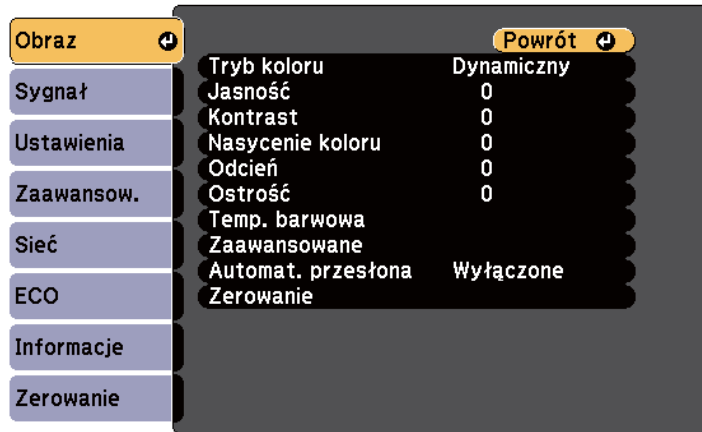 Obraz
Sygnał
Ustawienia
Zaawansow.
Sieć
ECO
Informacje
Zerowanie
Powrót
Tryb koloru Dynamiczny
Jasność 0
Kontrast 0
Nasycenie koloru 0
Odcień 0
Ostrość 0
Temp. barwowa
Zaawansowane
Automat. przesłona Wyłączone
Zerowanie